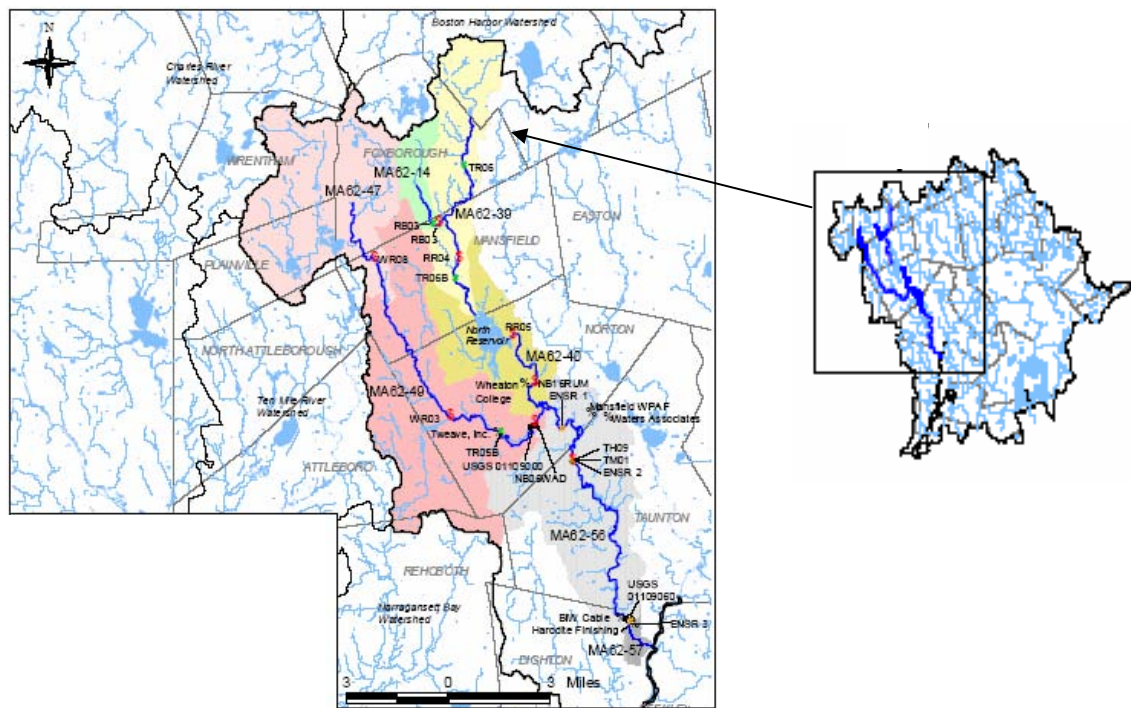 Boston Harbor Watershed
N
Charles River
Watershed
WRENTHAM
FOXBOROUGH
MA62-14
MA62-47
TR06
MA62-39
EASTON
RB03
RB03
MANSFIELD
WR08
RR04
PLAINVILLE
TR06B
North
Reservoir
RR05
NORTON
NORTH ATTLEBOROUGH
MA62-40
Wheaton
College
NB16RUM
ENSR 1
MA62-49
Ten Mile River
Watershed
Mansfield WPAF
Waters Associates
WR03
Tweave, Inc.
TR05B
USGS 01109000
NB06WAD
TH09
TM01
ENSR 2
ATTLEBORO
TAUNTON
MA62-56
REHOBOTH
USGS
01109060
Narragansett Bay
Watershed
BIW Cable
Harodite Finishing
ENSR 3
MA62-57
DIGHTON
3 0 3 Miles